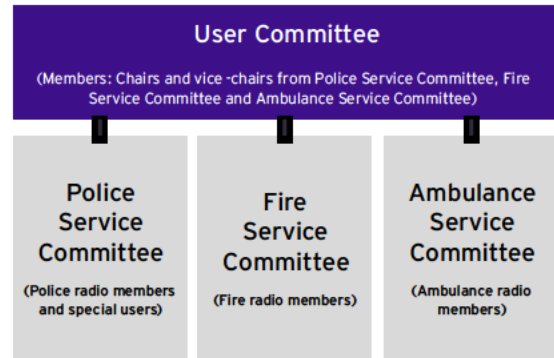 User Committee
(Members: Chairs and vice -chairs from Police Service Committee, Fire
Service Committee and Ambulance Service Committee)
Police
Service
Committee
(Police radio members
and special users)
Fire
Service
Committee
(Fire radio members)
Ambulance
Service
Committee
(Ambulance radio
members)